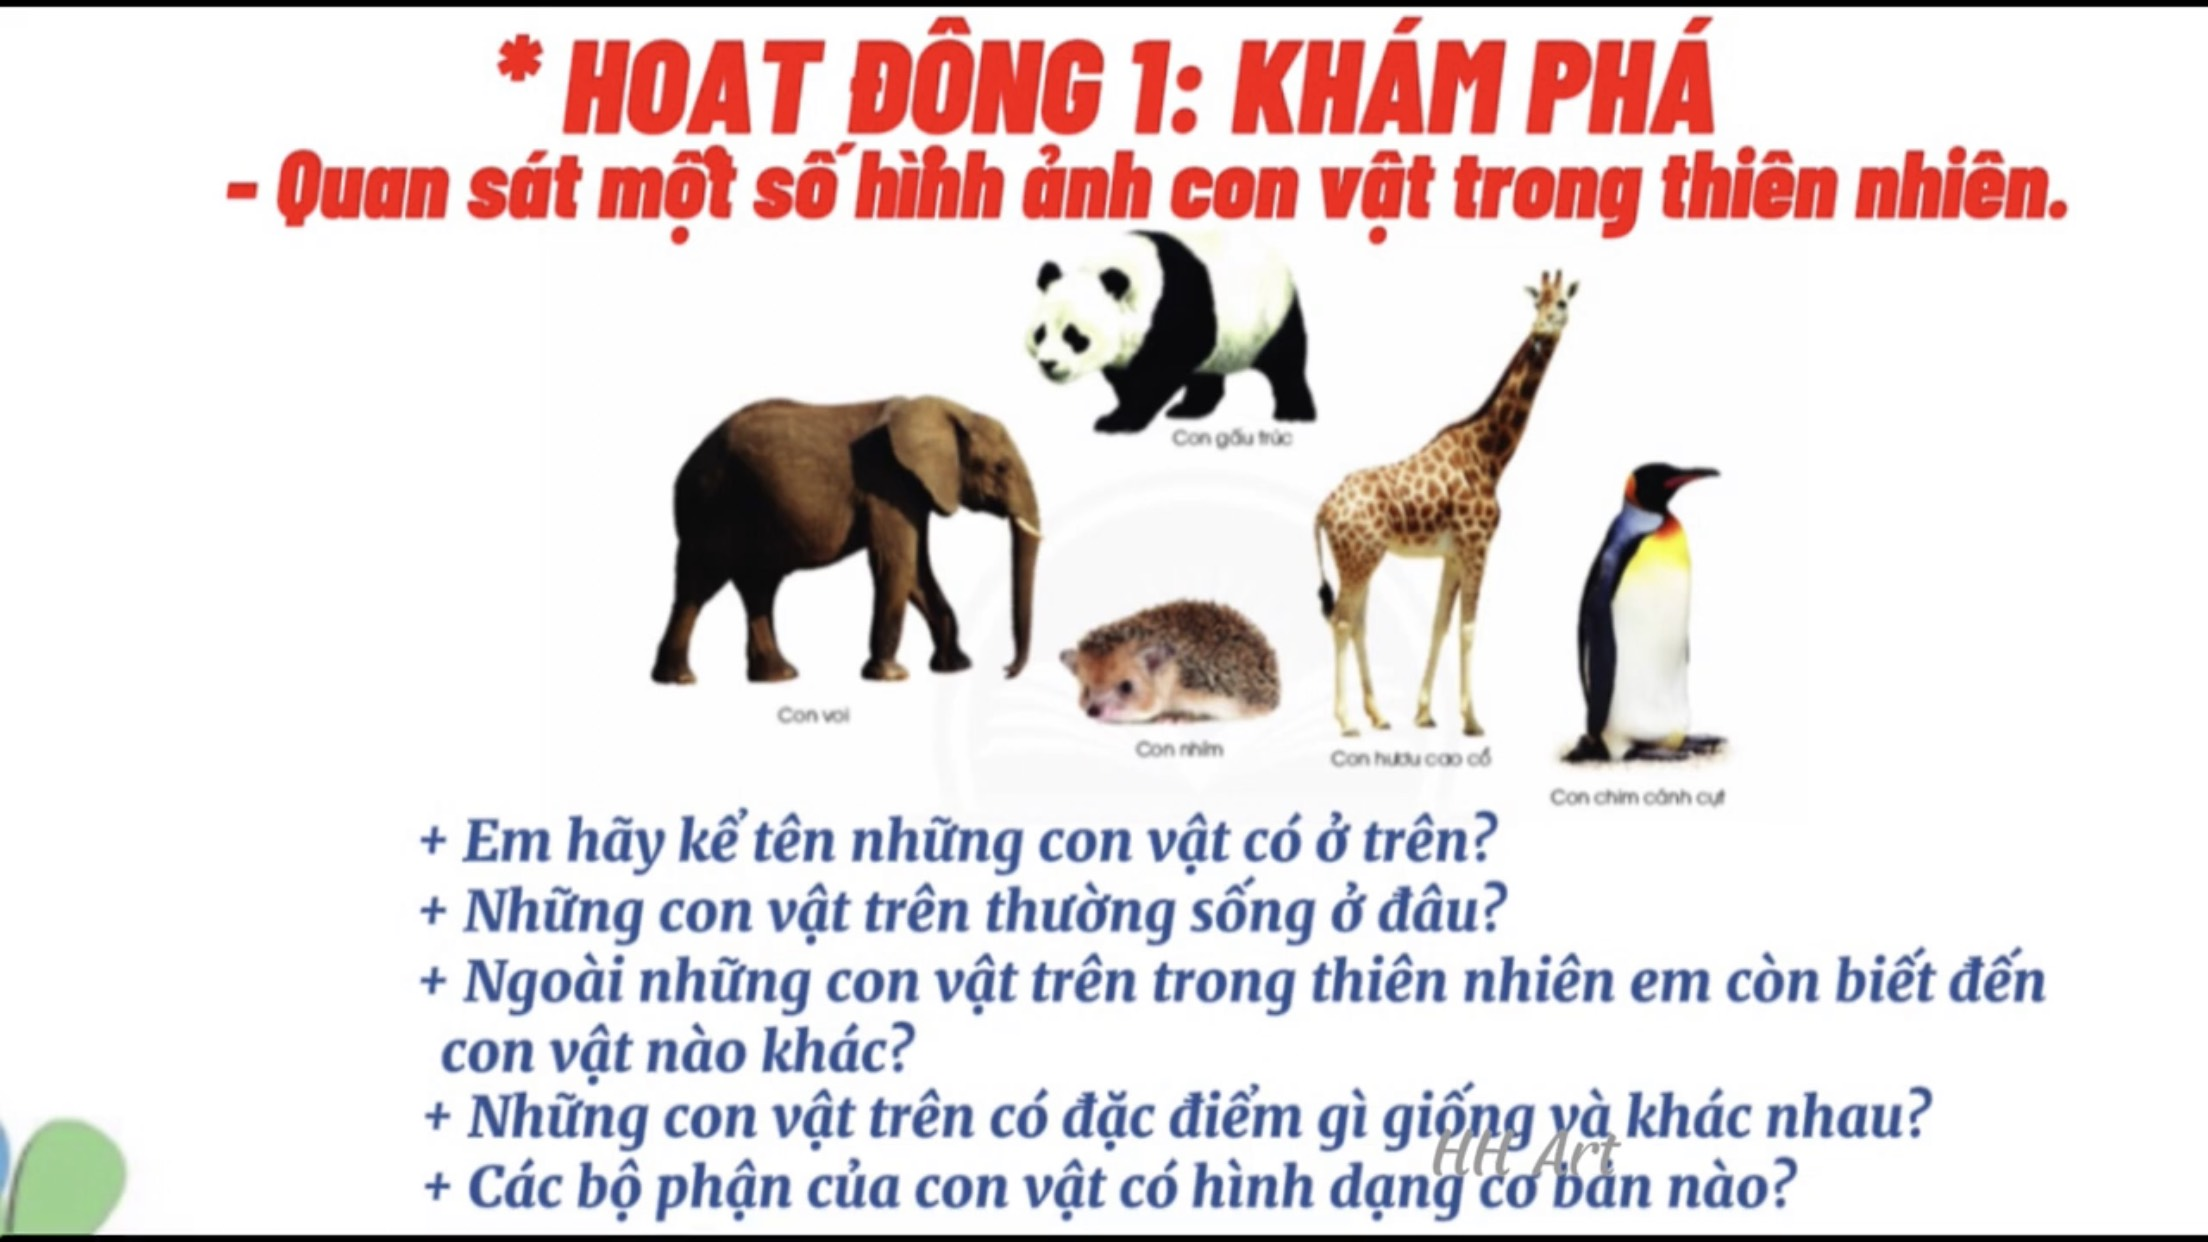 * HOẠT ĐỘNG 1: KHÁM PHÁ
- Quan sát một số hình ảnh con vật trong thiên nhiên.
Con gấu trúc
Con voi
Con nhím
Con hươu cao cổ
Con chim cánh cụt
+ Em hãy kể tên những con vật có ở trên?
+ Những con vật trên thường sống ở đâu?
+ Ngoài những con vật trên trong thiên nhiên em còn biết đến
con vật nào khác?
+ Những con vật trên có đặc điểm gì giống và khác nhau?
HH Art
+ Các bộ phận của con vật có hình dạng cơ bản nào?